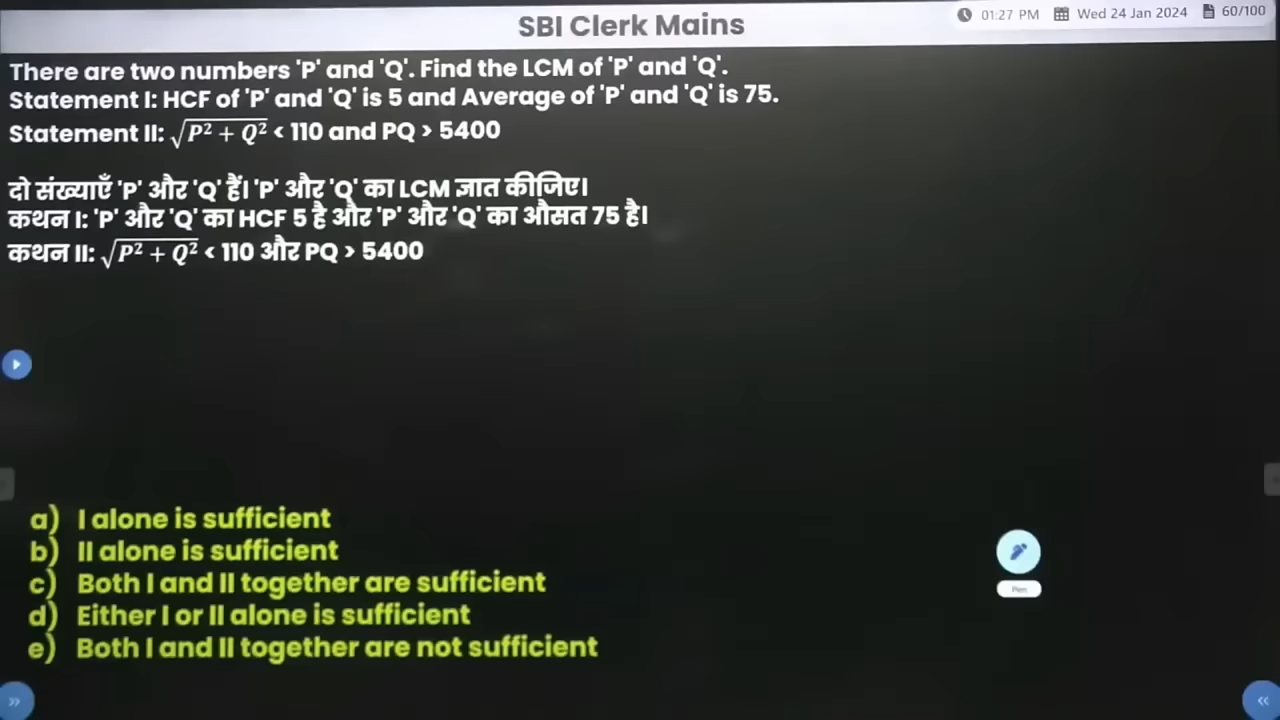 SBI Clerk Mains
01:27 PM Wed 24 Jan 2024 60/100
There are two numbers 'P' and 'Q'. Find the LCM of 'P' and 'Q'.
Statement I: HCF of 'P' and 'Q' is 5 and Average of 'P' and 'Q' is 75.
Statement II: √(P² + Q²) < 110 and PQ > 5400
दो संख्याएँ 'P' और 'Q' हैं। 'P' और 'Q' का LCM ज्ञात कीजिए।
कथन I: 'P' और 'Q' का HCF 5 है और 'P' और 'Q' का औसत 75 है।
कथन II: √(P² + Q²) < 110 और PQ > 5400
a) I alone is sufficient
b) II alone is sufficient
c) Both I and II together are sufficient
d) Either I or II alone is sufficient
e) Both I and II together are not sufficient
Pen